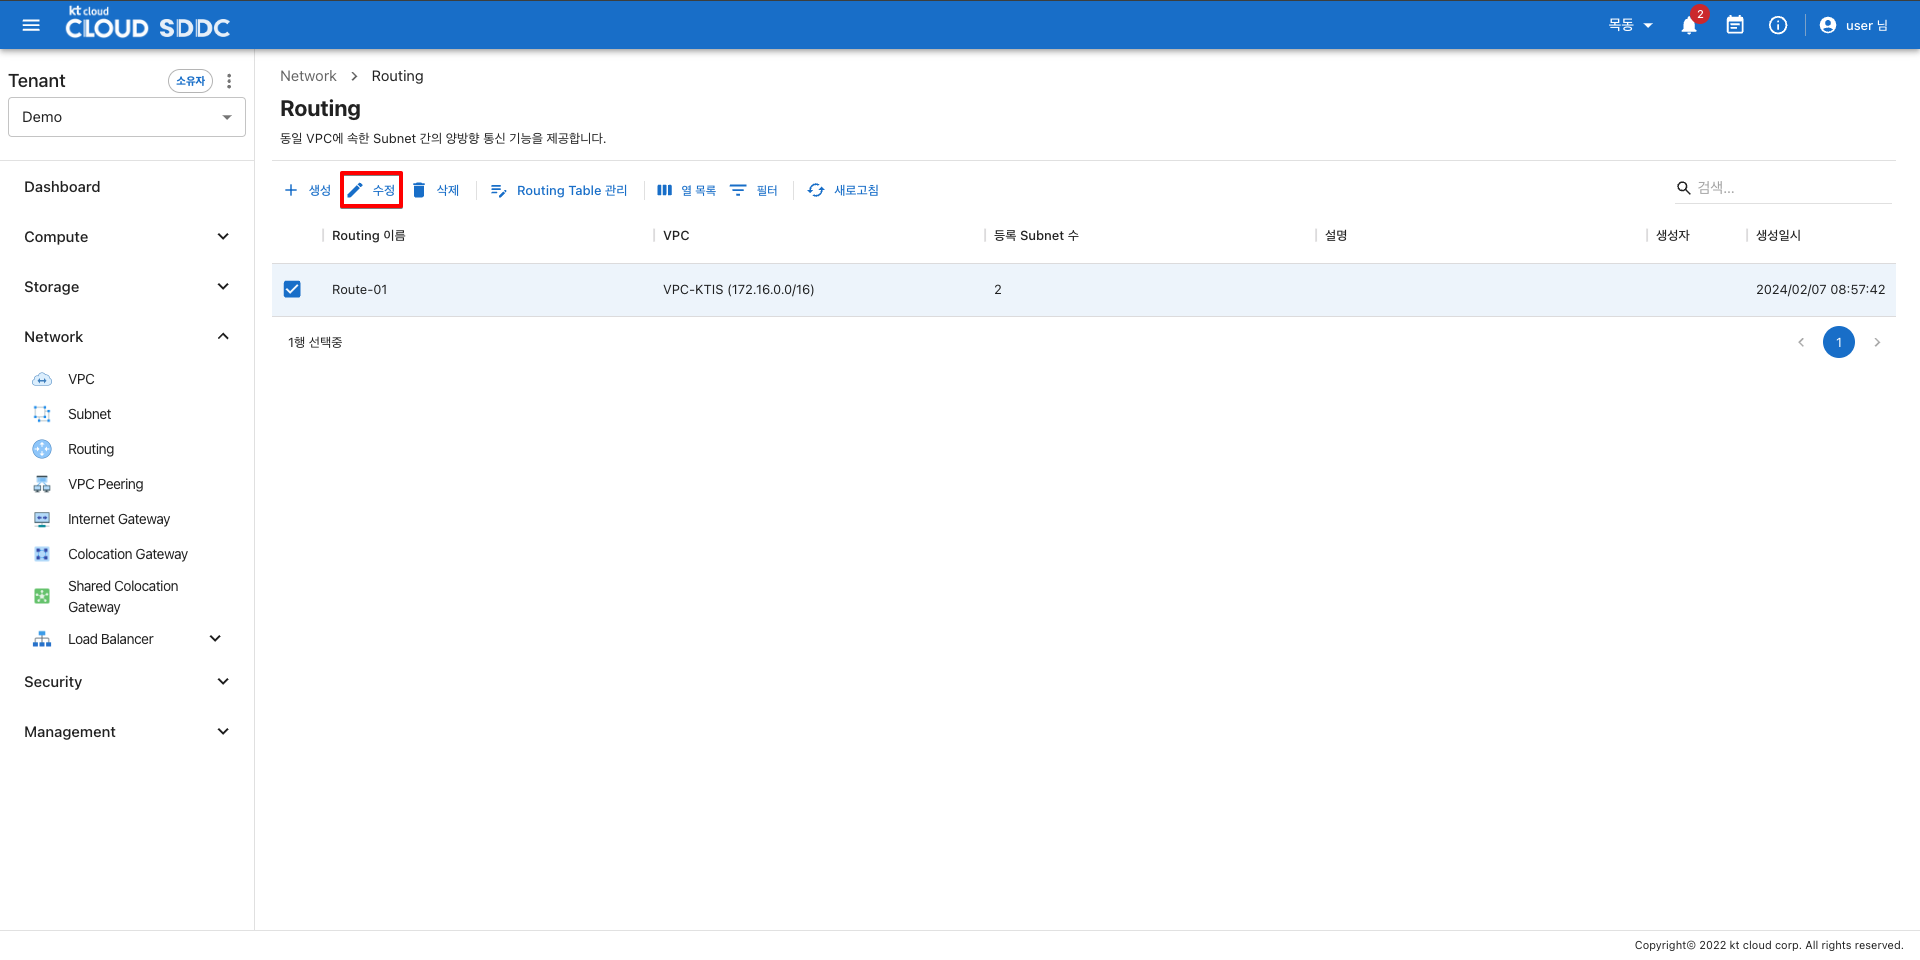 kt cloud
CLOUD SDDC
목동
2
user 님
Tenant
소유자
Demo
Dashboard
Compute
Storage
Network
VPC
Subnet
Routing
VPC Peering
Internet Gateway
Colocation Gateway
Shared Colocation
Gateway
Load Balancer
Security
Management
Network > Routing
Routing
동일 VPC에 속한 Subnet 간의 양방향 통신 기능을 제공합니다.
생성 수정 삭제 Routing Table 관리 열 목록 필터 새로고침
검색...
Routing 이름 VPC 등록 Subnet 수 설명 생성자 생성일시
Route-01 VPC-KTIS (172.16.0.0/16) 2 2024/02/07 08:57:42
1행 선택중
1
Copyright© 2022 kt cloud corp. All rights reserved.